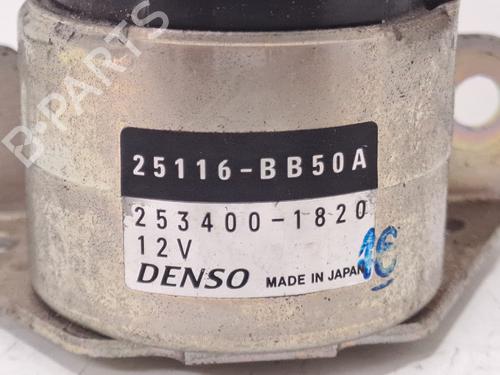 B-PARTS
25116-BB50A
253400-1820
12V
DENSO MADE IN JAPAN